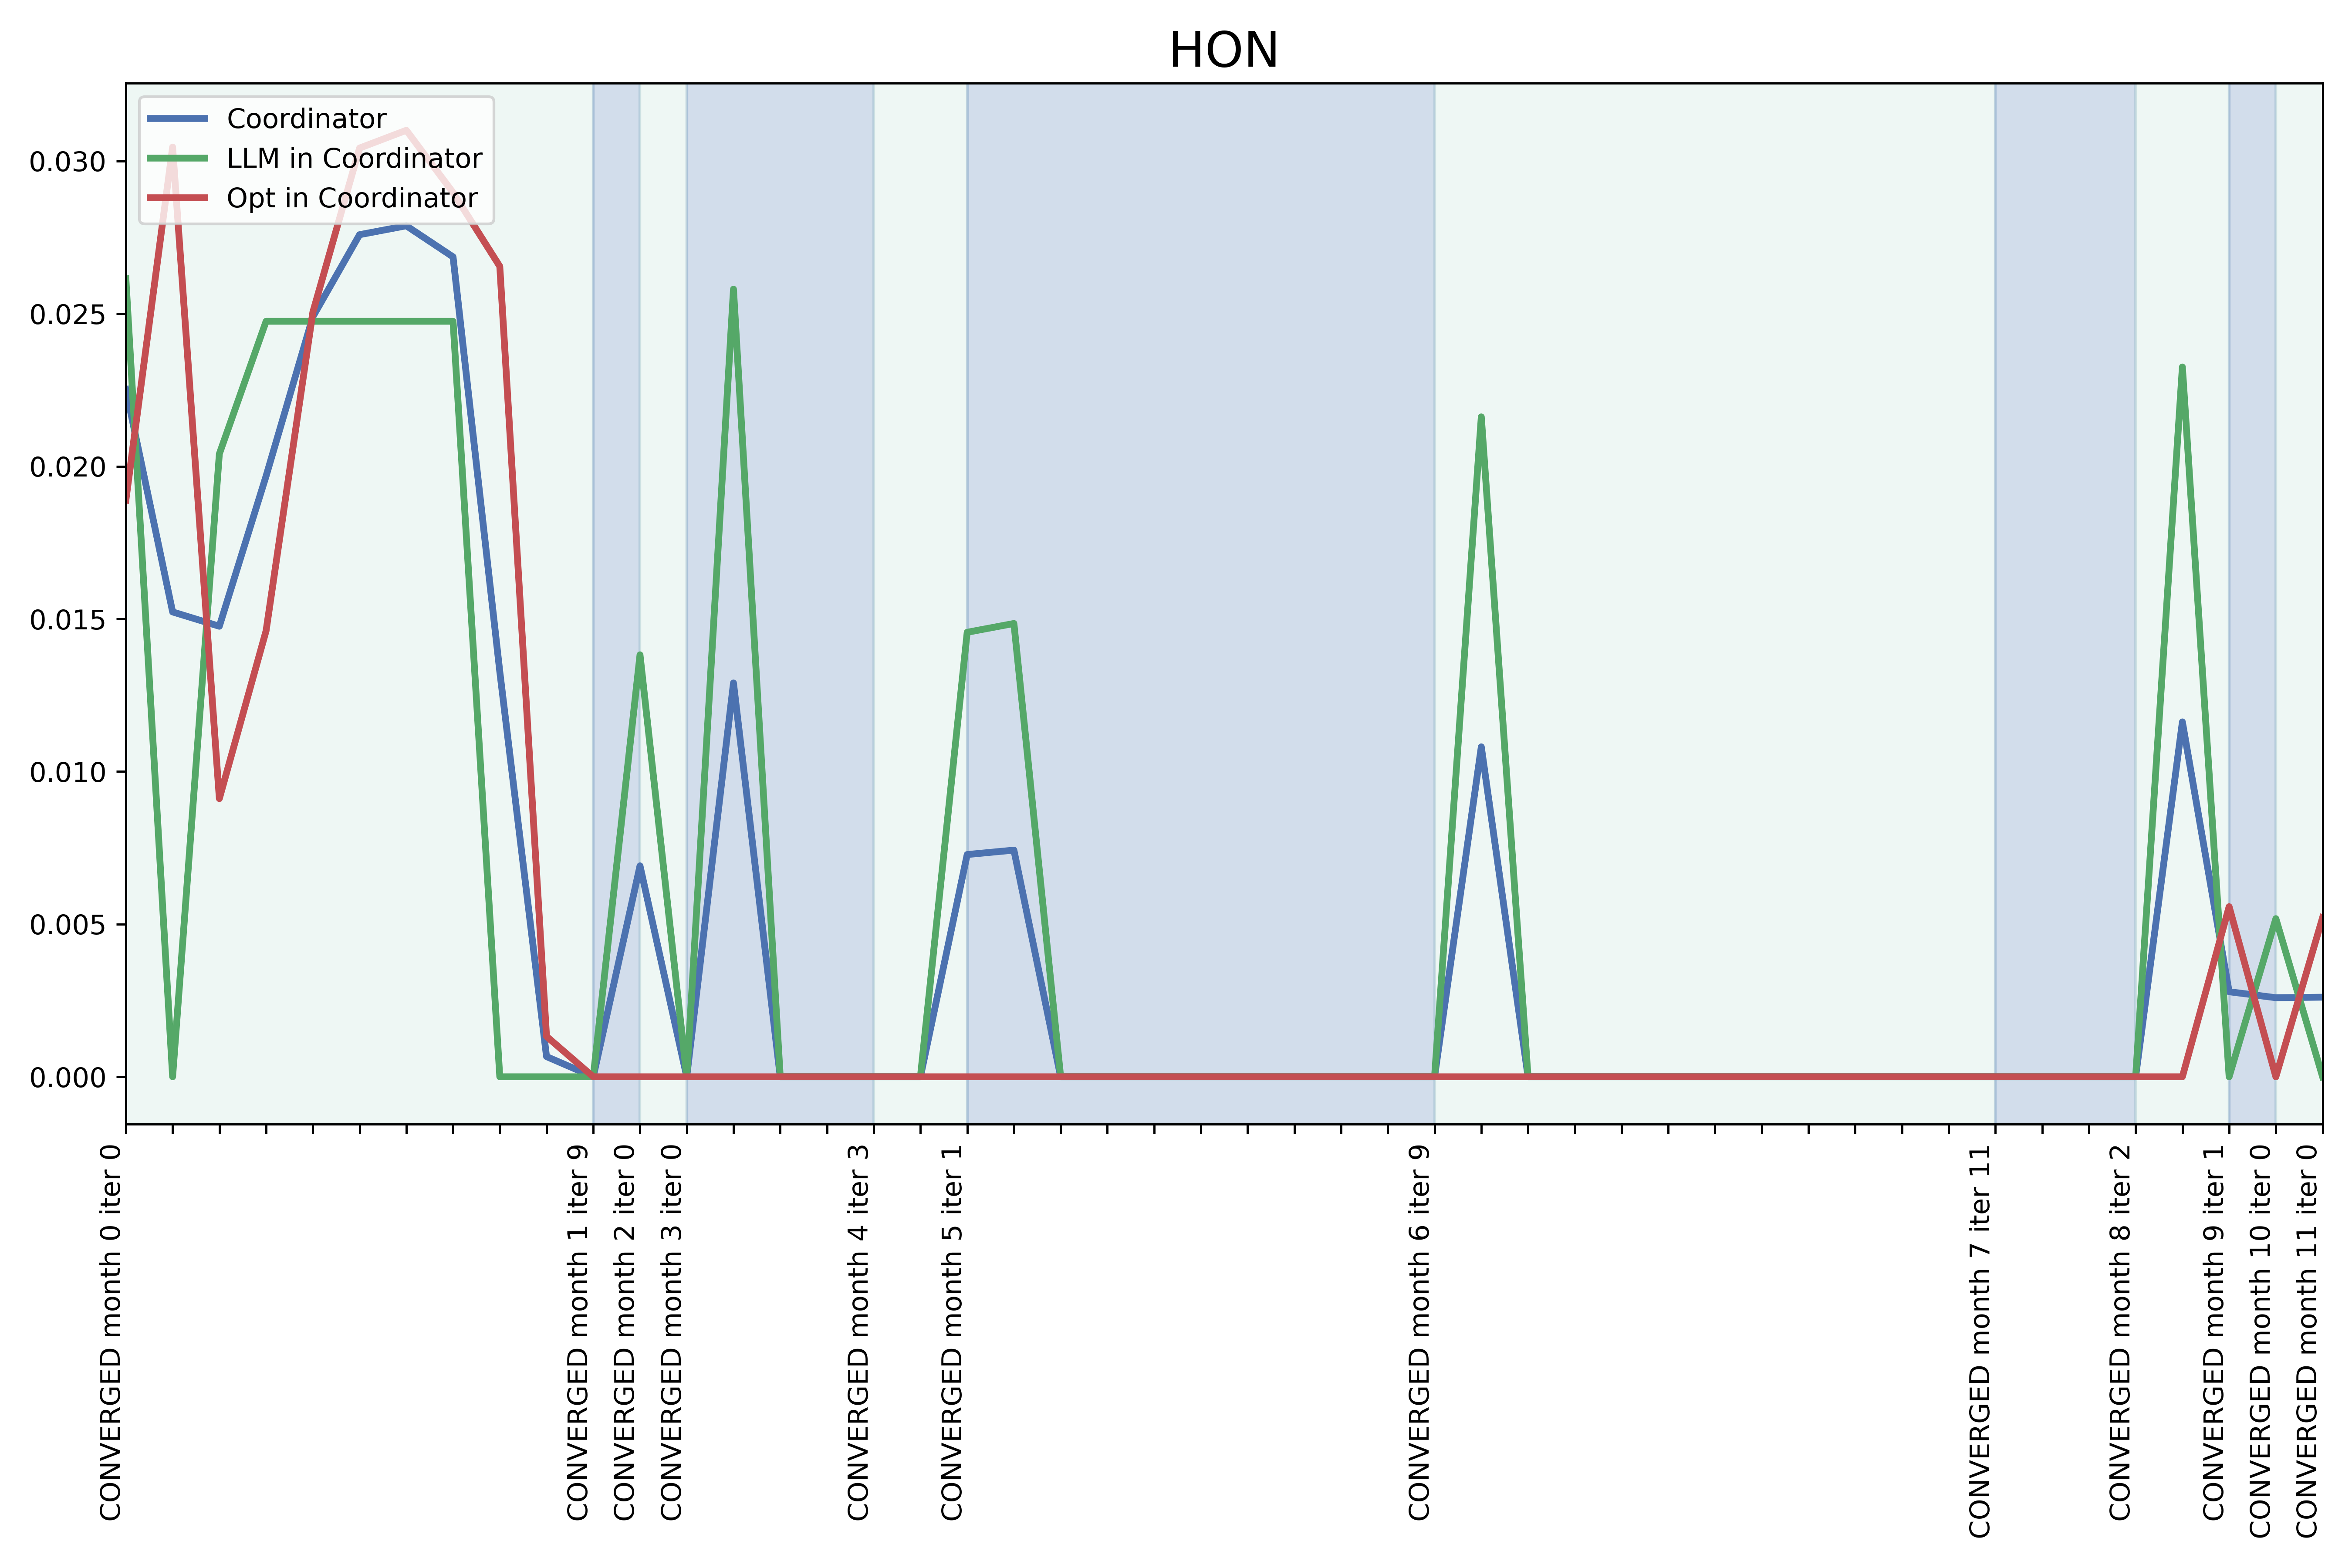 HON
Coordinator
LLM in Coordinator
Opt in Coordinator
0.030
0.025
0.020
0.015
0.010
0.005
0.000
CONVERGED month 0 iter 0
CONVERGED month 1 iter 9
CONVERGED month 2 iter 0
CONVERGED month 3 iter 0
CONVERGED month 4 iter 3
CONVERGED month 5 iter 1
CONVERGED month 6 iter 9
CONVERGED month 7 iter 11
CONVERGED month 8 iter 2
CONVERGED month 9 iter 1
CONVERGED month 10 iter 0
CONVERGED month 11 iter 0